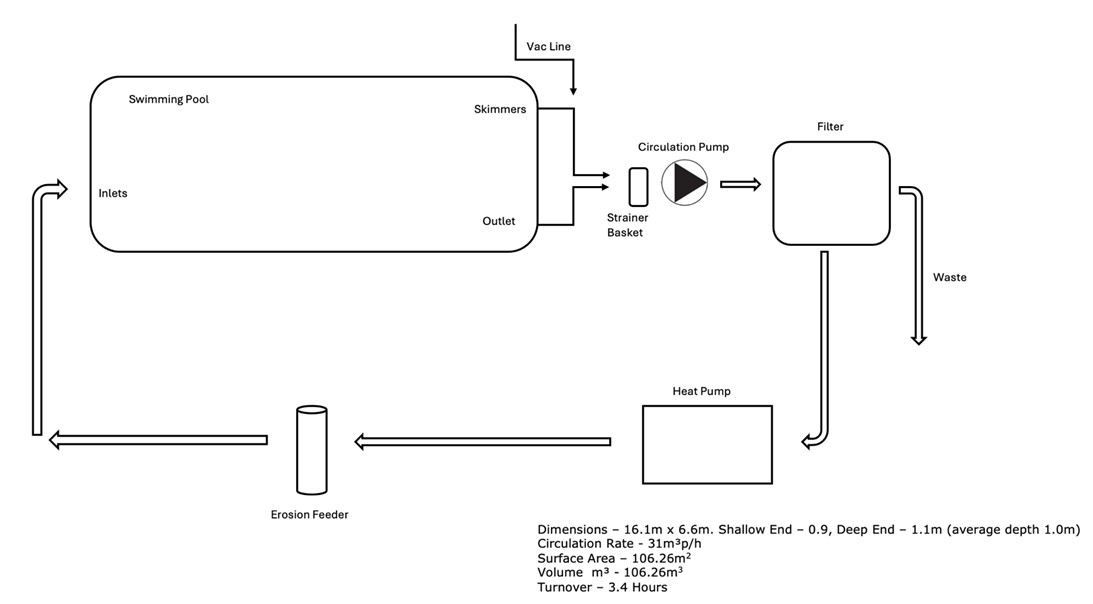 Vac Line
Swimming Pool
Skimmers
Filter
Circulation Pump
Inlets
Outlet
Strainer
Basket
Waste
Heat Pump
Erosion Feeder
Dimensions – 16.1m x 6.6m. Shallow End – 0.9, Deep End – 1.1m (average depth 1.0m)
Circulation Rate - 31m³p/h
Surface Area – 106.26m²
Volume  m³ - 106.26m³
Turnover – 3.4 Hours